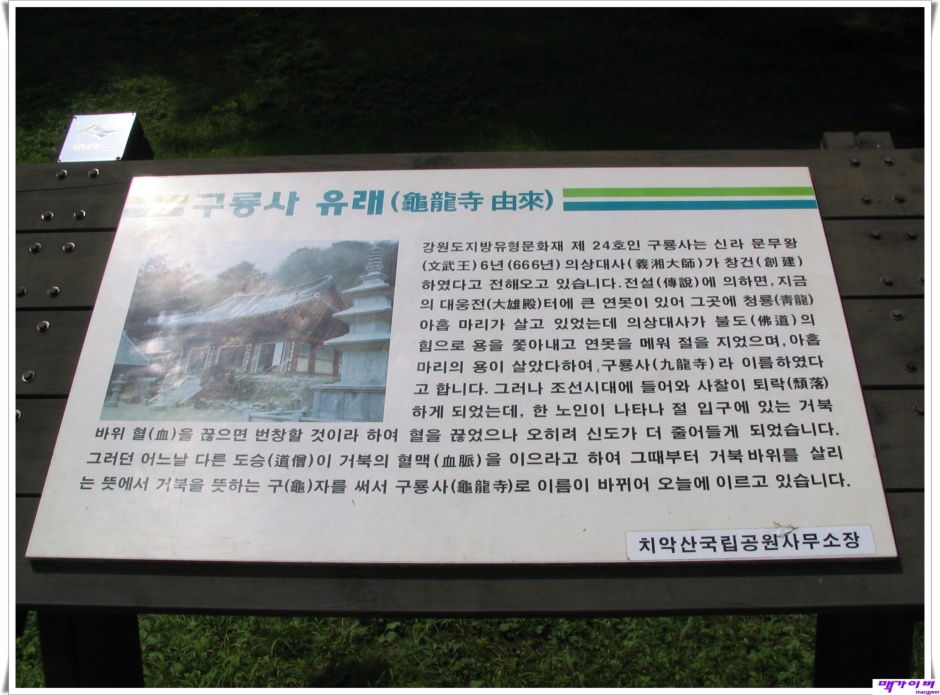 구룡사 유래(龜龍寺 由來)
강원도지방유형문화재 제 24호인 구룡사는 신라 문무왕
(文武王)6년(666년) 의상대사(義湘大師)가 창건(創建)
하였다고 전해오고 있습니다. 전설(傳說)에 의하면, 지금
의 대웅전(大雄殿)터에 큰 연못이 있어 그곳에 청룡(靑龍)
아홉 마리가 살고 있었는데 의상대사가 불도(佛道)의
힘으로 용을 쫓아내고 연못을 메워 절을 지었으며, 아홉
마리의 용이 살았다하여, 구룡사(九龍寺)라 이름하였다
고 합니다. 그러나 조선시대에 들어와 사찰이 퇴락(頹落)
하게 되었는데, 한 노인이 나타나 절 입구에 있는 거북
바위 혈(血)을 끊으면 번창할 것이라 하여 혈을 끊었으나 오히려 신도가 더 줄어들게 되었습니다.
그러던 어느날 다른 도승(道僧)이 거북의 혈맥(血脈)을 이으라고 하여 그때부터 거북바위를 살리
는 뜻에서 거북을 뜻하는 구(龜)자를 써서 구룡사(龜龍寺)로 이름이 바뀌어 오늘에 이르고 있습니다.
치악산국립공원사무소장
맥가이버
macgyver